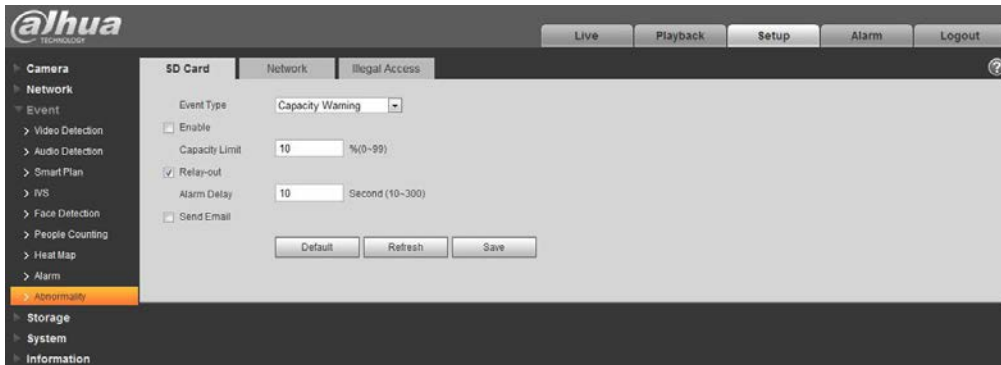 alhua
TECHNOLOGY
Live
Playback
Setup
Alarm
Logout
Camera
Network
Event
Video Detection
Audio Detection
Smart Plan
IVS
Face Detection
People Counting
Heat Map
Alarm
Abnormality
Storage
System
Information
SD Card
Network
Illegal Access
?
Event Type
Capacity Warning
Enable
Capacity Limit
10
%(0~99)
Relay-out
Alarm Delay
10
Second (10~300)
Send Email
Default
Refresh
Save